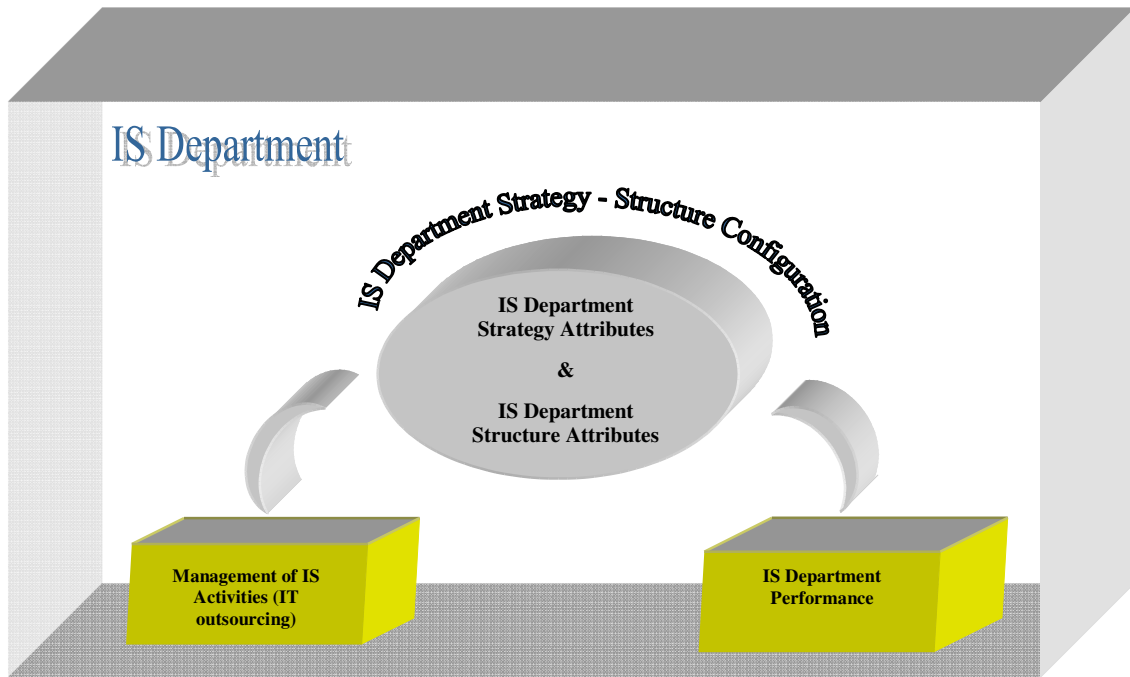 IS Department
IS Department Strategy - Structure Configuration
IS Department
Strategy Attributes
&
IS Department
Structure Attributes
Management of IS
Activities (IT
outsourcing)
IS Department
Performance